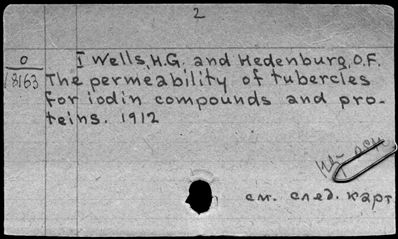 2
O
18163
I Wells, H.G. and Hedenburg, O.F.
The permeability of tubercles
for iodin compounds and pro-
teins. 1912
см. след. карт